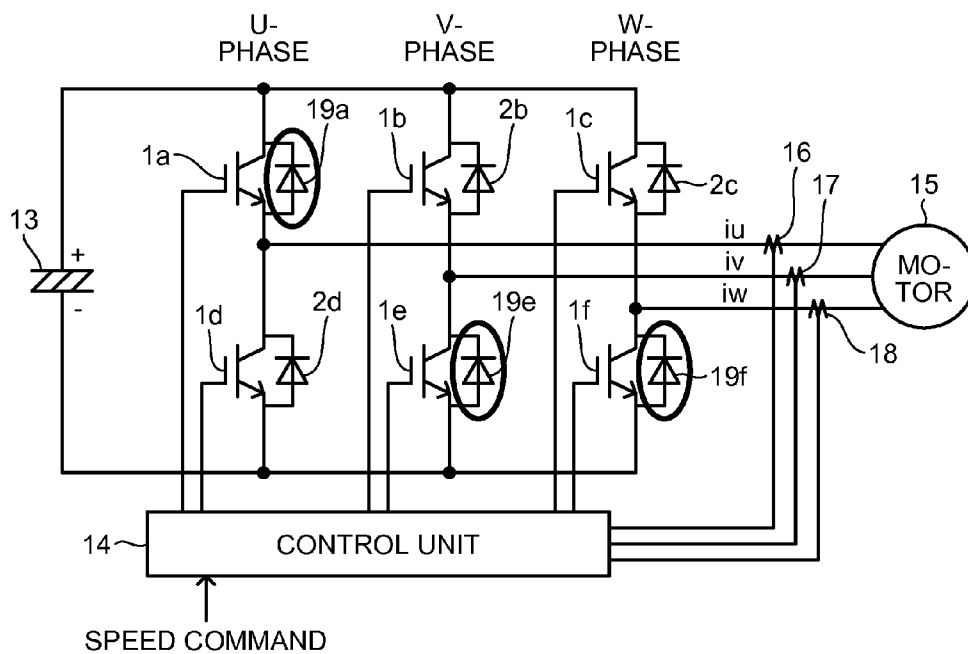 U-
PHASE
V-
PHASE
W-
PHASE
19a
1b
2b
1c
1a
2c
16
17
15
13
+
-
iu
iv
iw
MO-
TOR
1d
2d
1e
19e
1f
19f
18
14
CONTROL UNIT
SPEED COMMAND